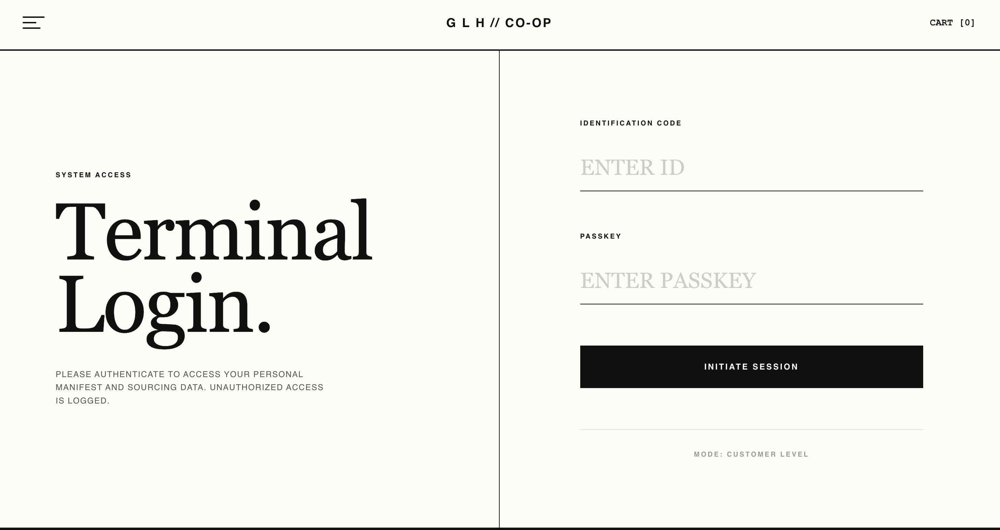 G L H // CO-OP
CART [0]
SYSTEM ACCESS
Terminal
Login.
PLEASE AUTHENTICATE TO ACCESS YOUR PERSONAL
MANIFEST AND SOURCING DATA. UNAUTHORIZED ACCESS
IS LOGGED.
IDENTIFICATION CODE
ENTER ID
PASSKEY
ENTER PASSKEY
INITIATE SESSION
MODE: CUSTOMER LEVEL